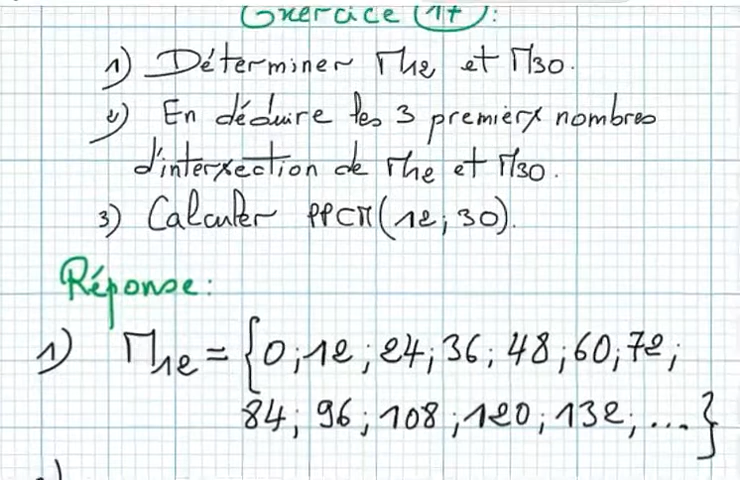 Exercice 17:
1) Déterminer M12 et M30.
2) En déduire les 3 premiers nombres
d'intersection de M12 et M30.
3) Calculer PPCM(12; 30).
Réponse:
1) M12 = {0; 12; 24; 36; 48; 60; 72;
84; 96; 108; 120; 132; ...}